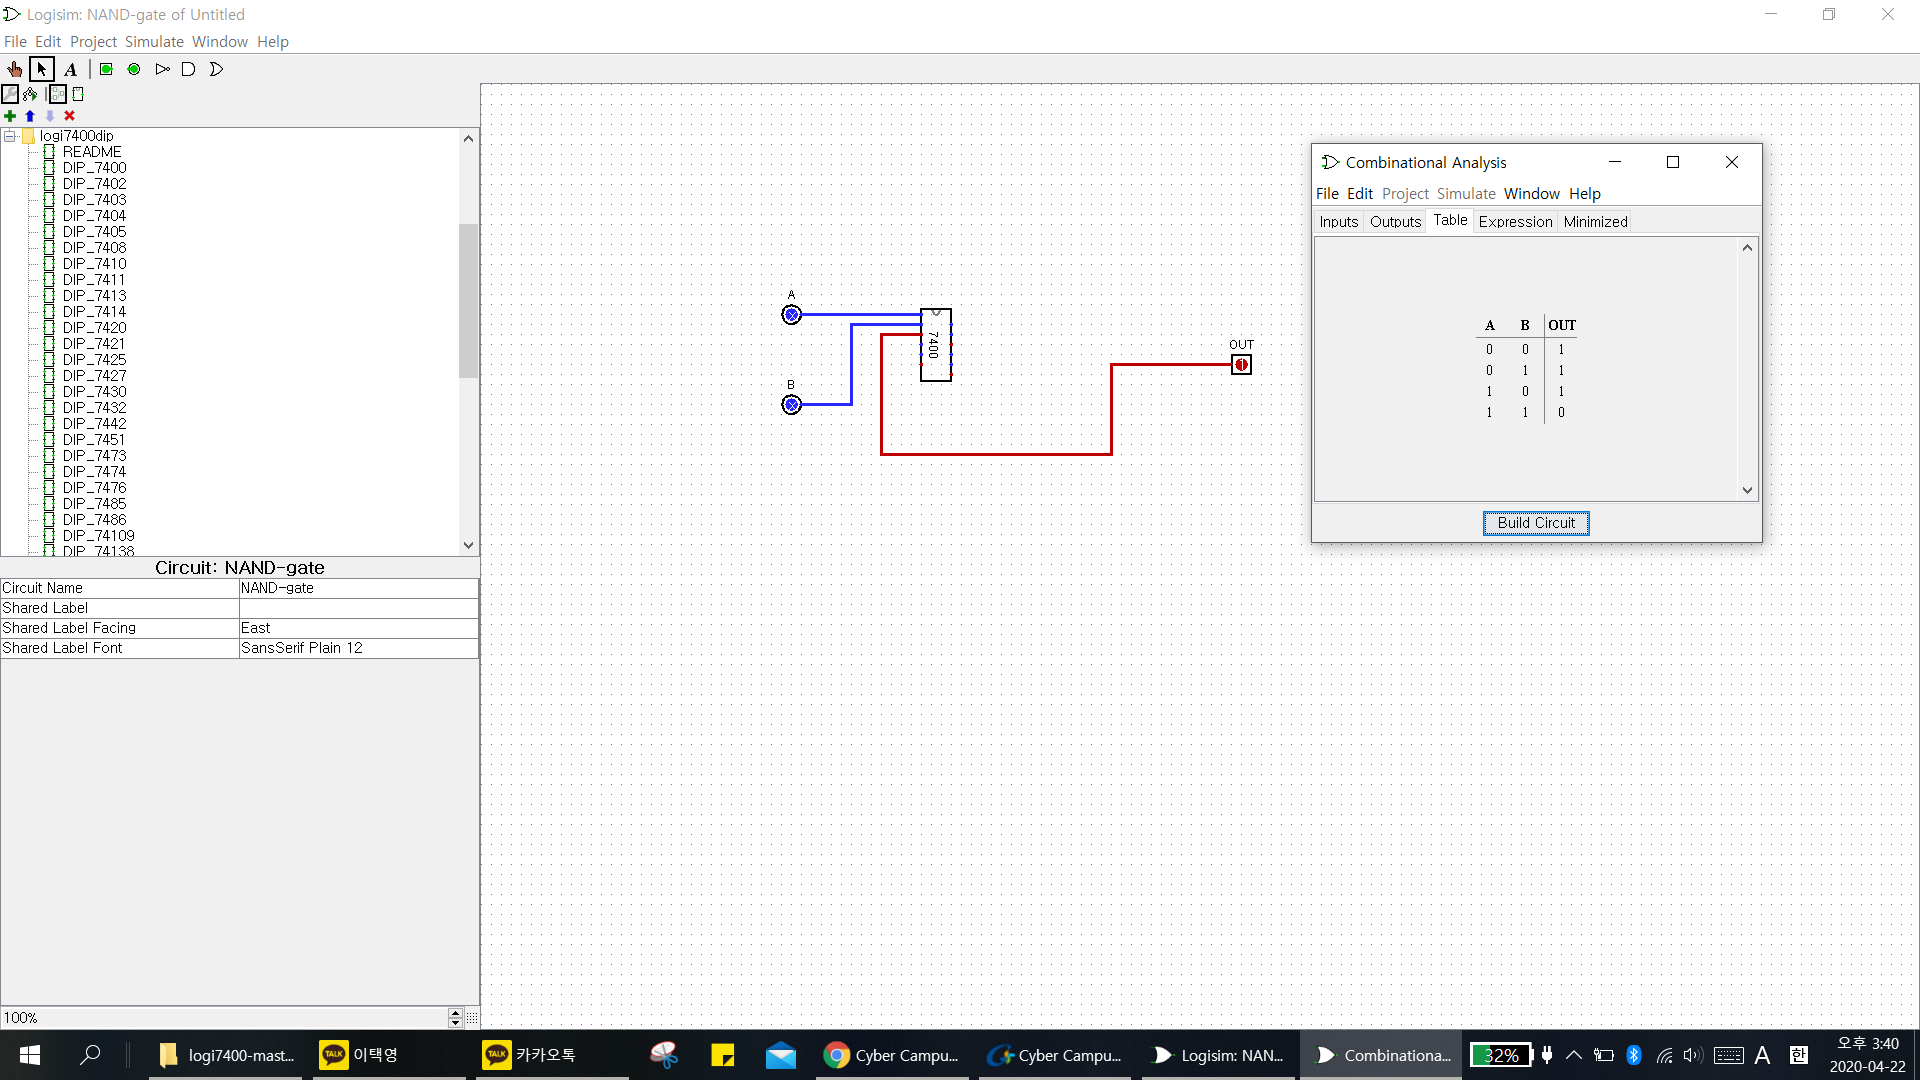 Logisim: NAND-gate of Untitled
File Edit Project Simulate Window Help
A
logi7400dip
README
DIP_7400
DIP_7402
DIP_7403
DIP_7404
DIP_7405
DIP_7408
DIP_7410
DIP_7411
DIP_7413
DIP_7414
DIP_7420
DIP_7421
DIP_7425
DIP_7427
DIP_7430
DIP_7432
DIP_7442
DIP_7451
DIP_7473
DIP_7474
DIP_7476
DIP_7485
DIP_7486
DIP_74109
DIP_74138
Circuit: NAND-gate
Circuit Name NAND-gate
Shared Label
Shared Label Facing East
Shared Label Font SansSerif Plain 12
100%
A
B
7400
OUT
1
Combinational Analysis
File Edit Project Simulate Window Help
Inputs Outputs Table Expression Minimized
A B OUT
0 0 1
0 1 1
1 0 1
1 1 0
Build Circuit
logi7400-mast...
TALK 이택영
TALK 카카오톡
Cyber Campu...
Cyber Campu...
Logisim: NAN...
Combinationa...
32%
A
한
오후 3:40
2020-04-22